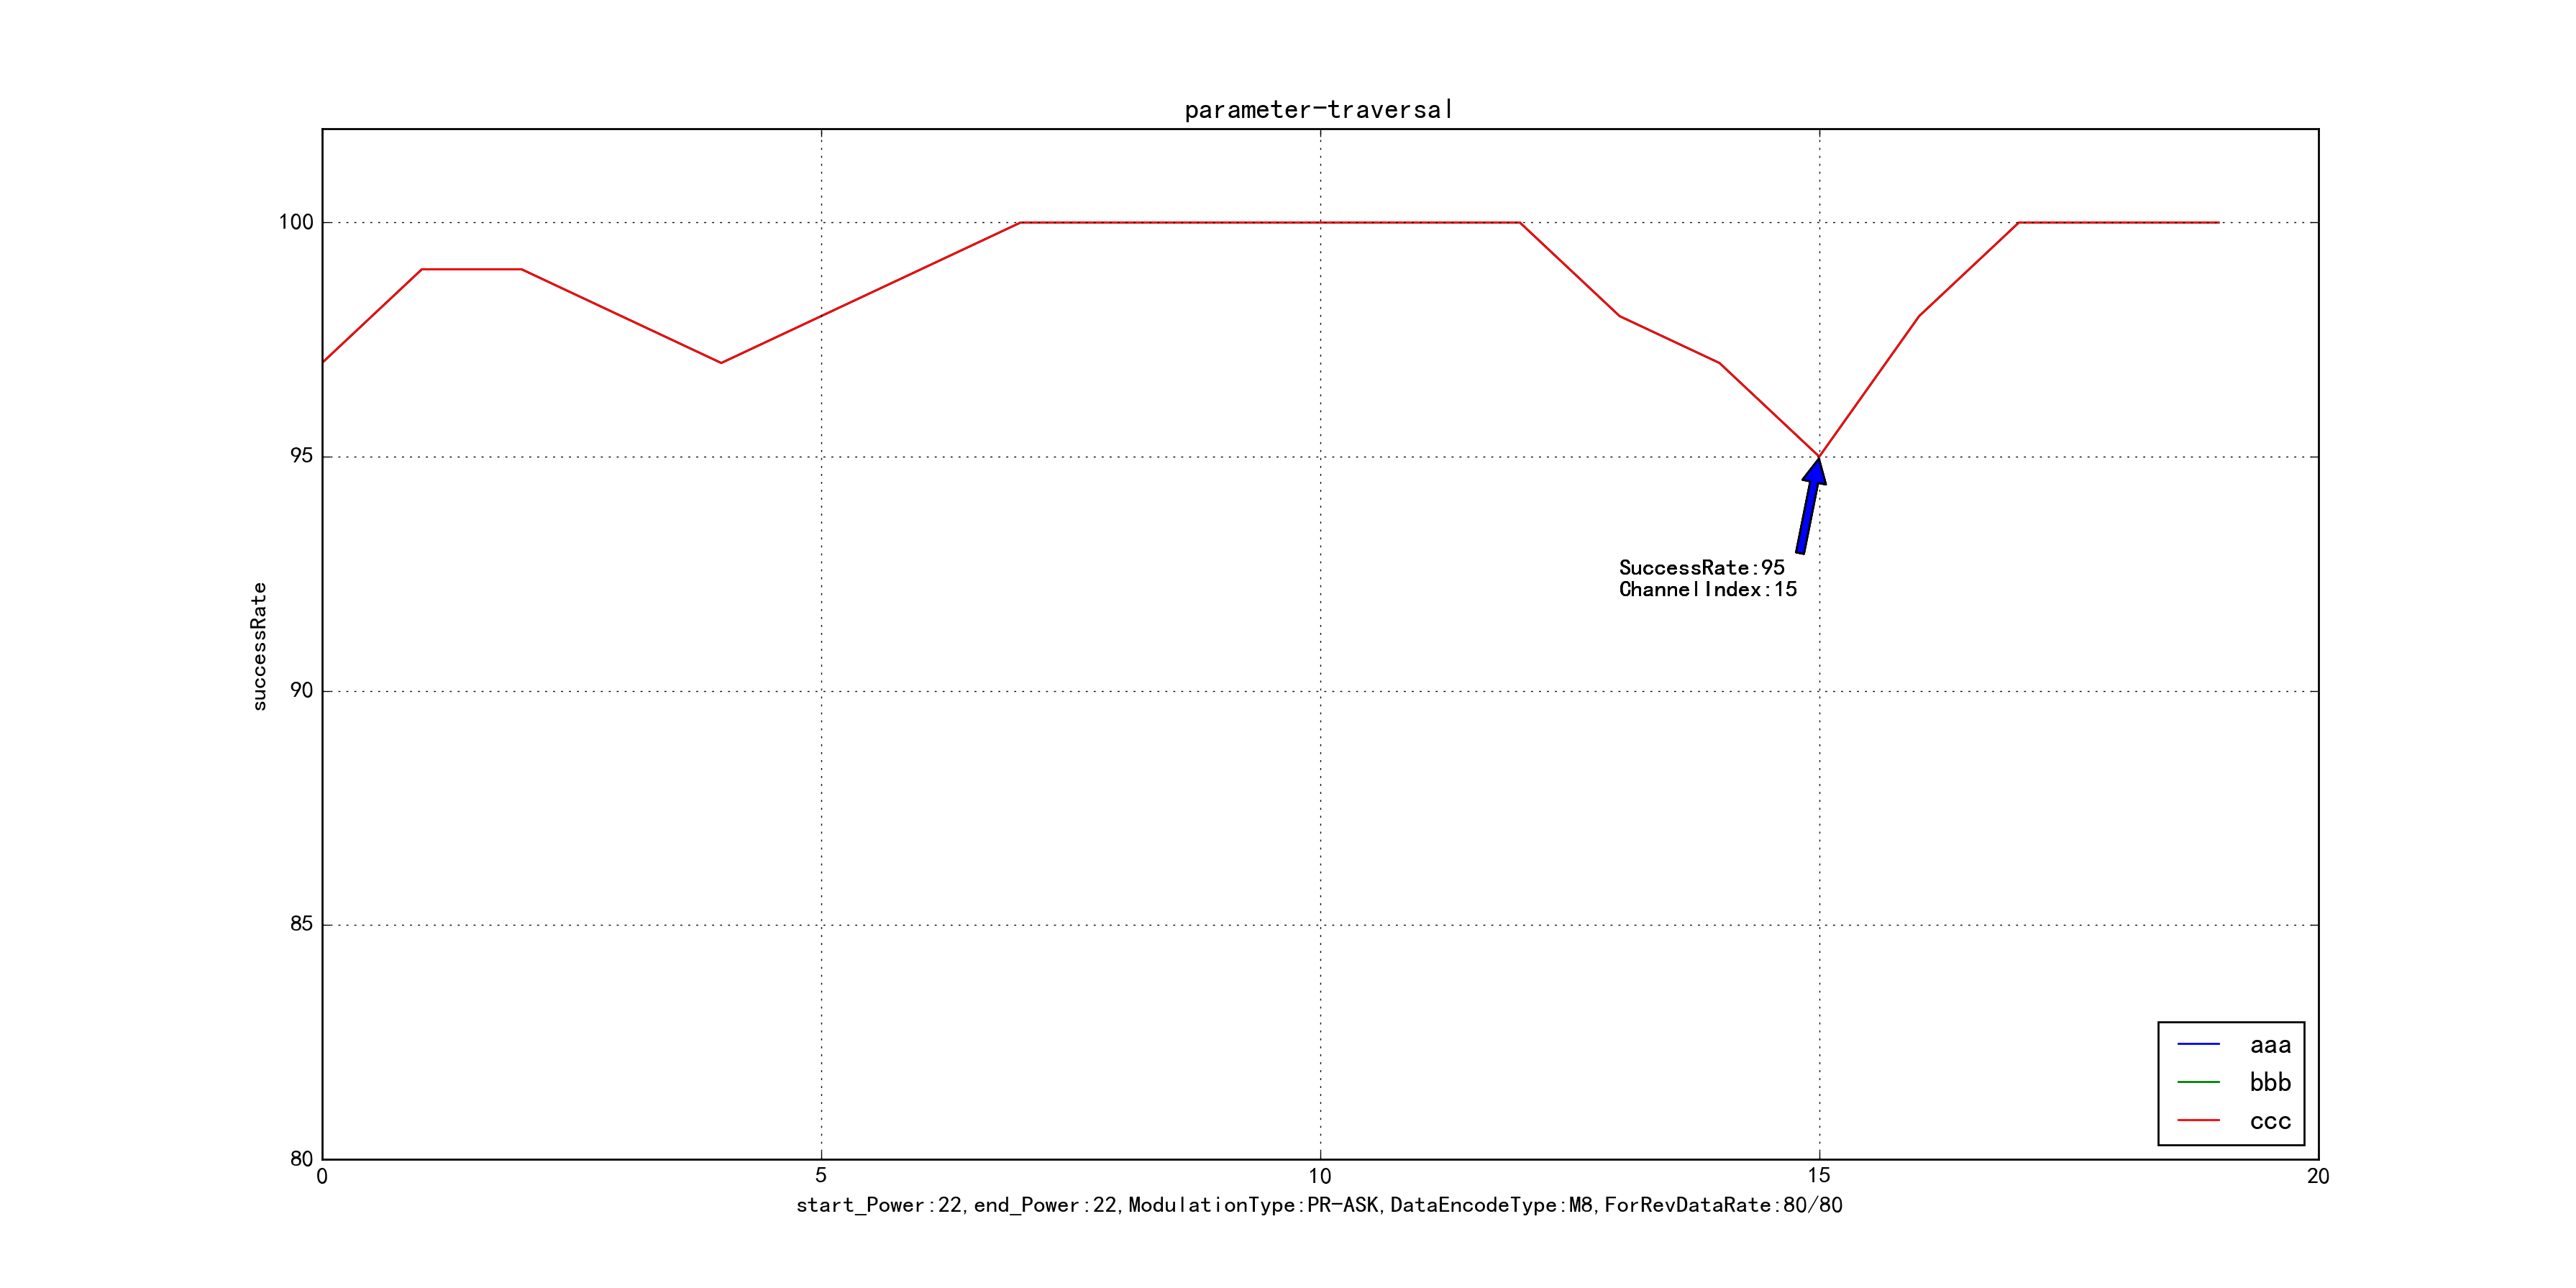 parameter-traversal
100
95
90
85
80
successRate
SuccessRate:95
ChannelIndex:15
aaa
bbb
ccc
0 5 10 15 20
start_Power:22,end_Power:22,ModulationType:PR-ASK,DataEncodeType:M8,ForRevDataRate:80/80